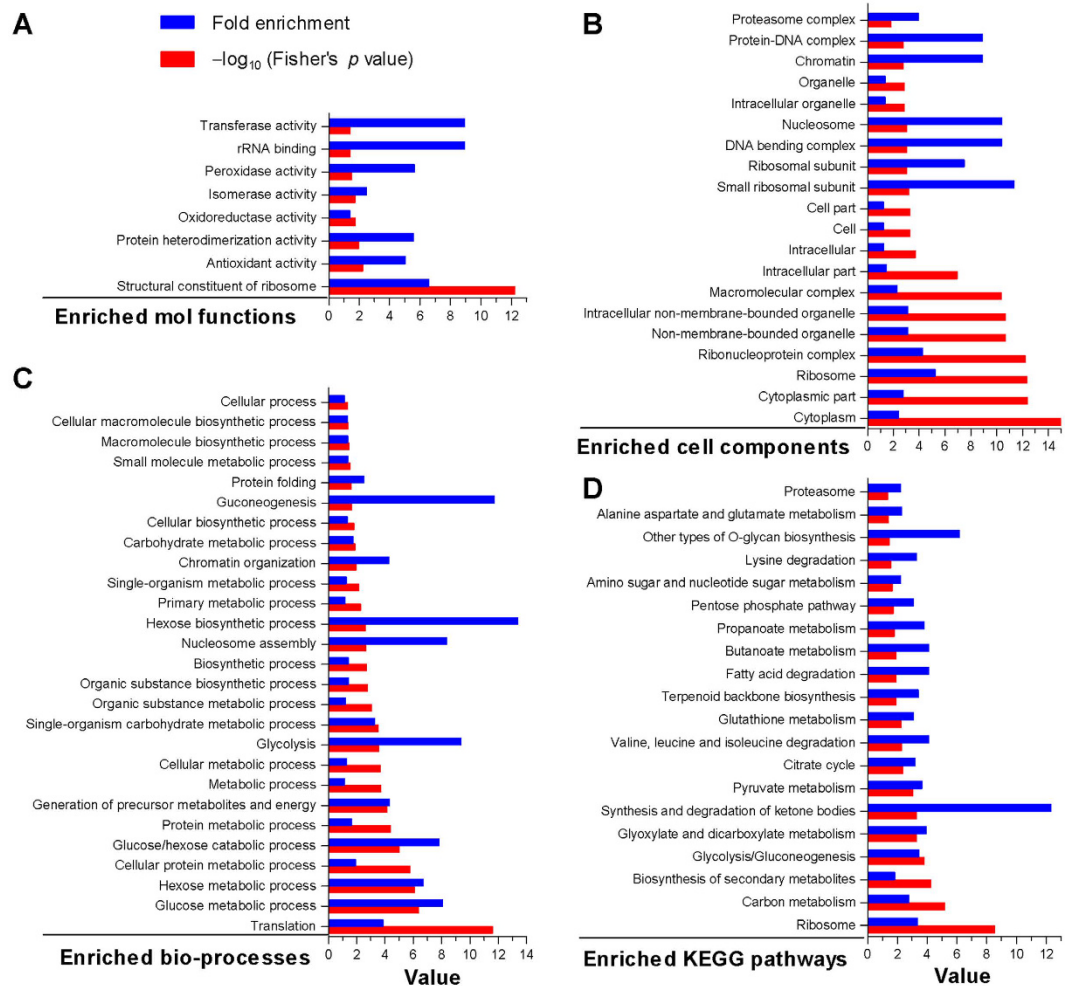 A
Fold enrichment
–log10 (Fisher's p value)
Transferase activity
rRNA binding
Peroxidase activity
Isomerase activity
Oxidoreductase activity
Protein heterodimerization activity
Antioxidant activity
Structural constituent of ribosome
0 2 4 6 8 10 12
Enriched mol functions
B
Proteasome complex
Protein-DNA complex
Chromatin
Organelle
Intracellular organelle
Nucleosome
DNA bending complex
Ribosomal subunit
Small ribosomal subunit
Cell part
Cell
Intracellular
Intracellular part
Macromolecular complex
Intracellular non-membrane-bounded organelle
Non-membrane-bounded organelle
Ribonucleoprotein complex
Ribosome
Cytoplasmic part
Cytoplasm
0 2 4 6 8 10 12 14
Enriched cell components
C
Cellular process
Cellular macromolecule biosynthetic process
Macromolecule biosynthetic process
Small molecule metabolic process
Protein folding
Guconeogenesis
Cellular biosynthetic process
Carbohydrate metabolic process
Chromatin organization
Single-organism metabolic process
Primary metabolic process
Hexose biosynthetic process
Nucleosome assembly
Biosynthetic process
Organic substance biosynthetic process
Organic substance metabolic process
Single-organism carbohydrate metabolic process
Glycolysis
Cellular metabolic process
Metabolic process
Generation of precursor metabolites and energy
Protein metabolic process
Glucose/hexose catabolic process
Cellular protein metabolic process
Hexose metabolic process
Glucose metabolic process
Translation
0 2 4 6 8 10 12 14
Enriched bio-processes
Value
D
Proteasome
Alanine aspartate and glutamate metabolism
Other types of O-glycan biosynthesis
Lysine degradation
Amino sugar and nucleotide sugar metabolism
Pentose phosphate pathway
Propanoate metabolism
Butanoate metabolism
Fatty acid degradation
Terpenoid backbone biosynthesis
Glutathione metabolism
Valine, leucine and isoleucine degradation
Citrate cycle
Pyruvate metabolism
Synthesis and degradation of ketone bodies
Glyoxylate and dicarboxylate metabolism
Glycolysis/Gluconeogenesis
Biosynthesis of secondary metabolites
Carbon metabolism
Ribosome
0 2 4 6 8 10 12
Enriched KEGG pathways
Value